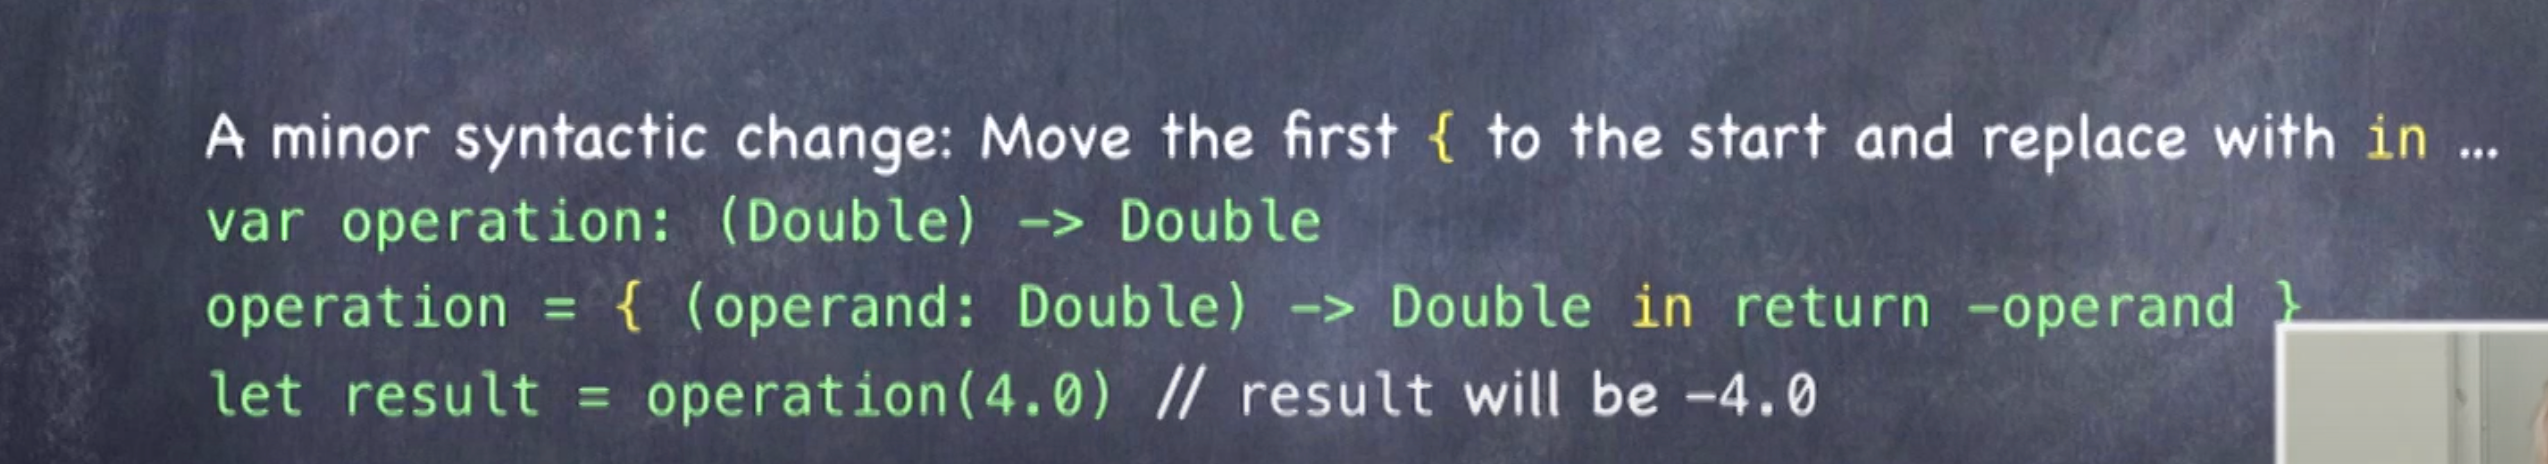 A minor syntactic change: Move the first { to the start and replace with in ...
var operation: (Double) -> Double
operation = { (operand: Double) -> Double in return -operand }
let result = operation(4.0) // result will be -4.0